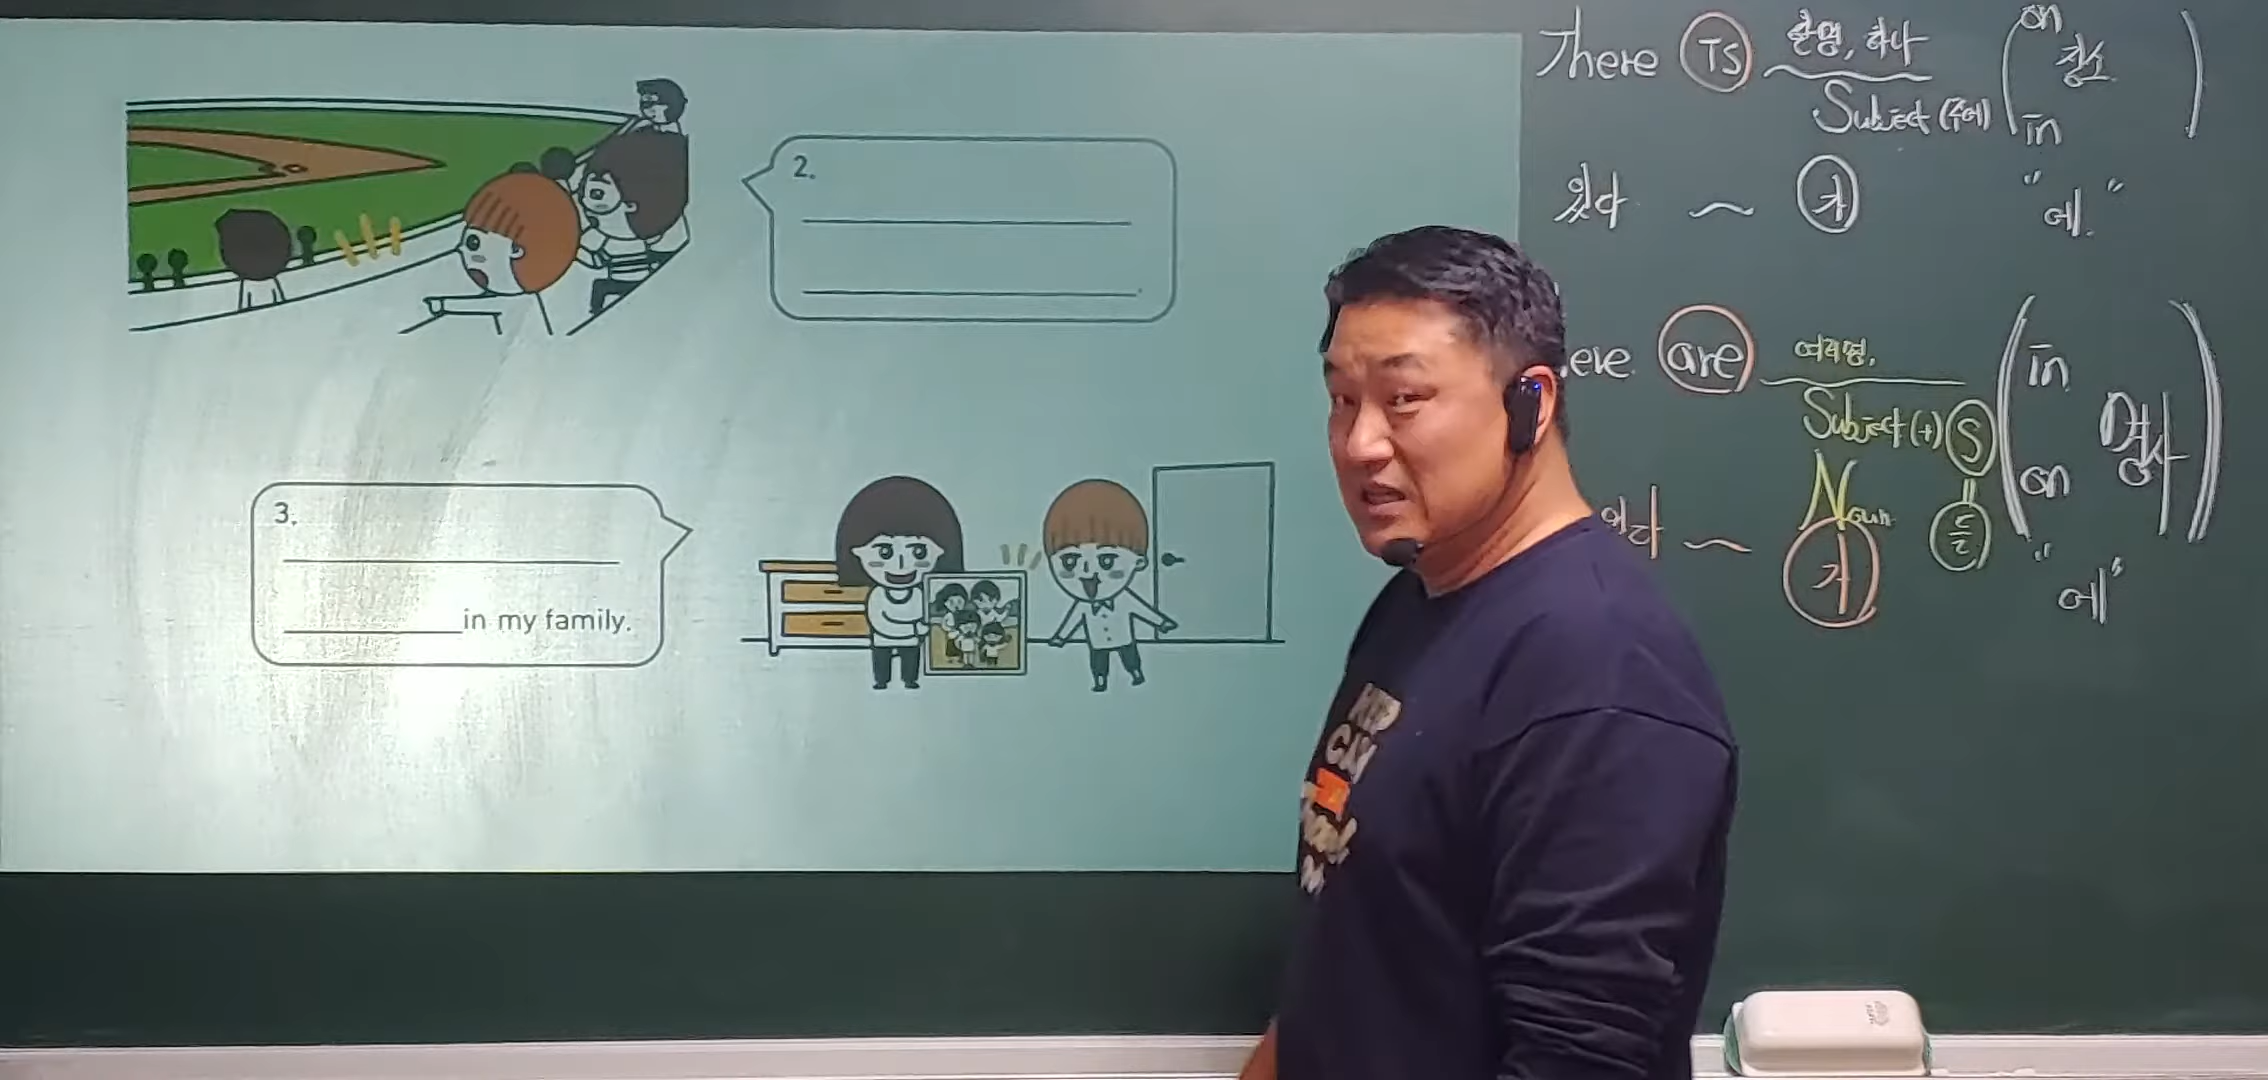 2.
3.
in my family.
There is 한명, 하나 (on 장소
Subject (주어) in)
있다 ~ 가 "에"
ere are 여러명, (in
Subject (+) S 명사
Noun on)
있다 ~ 가 들 "에"